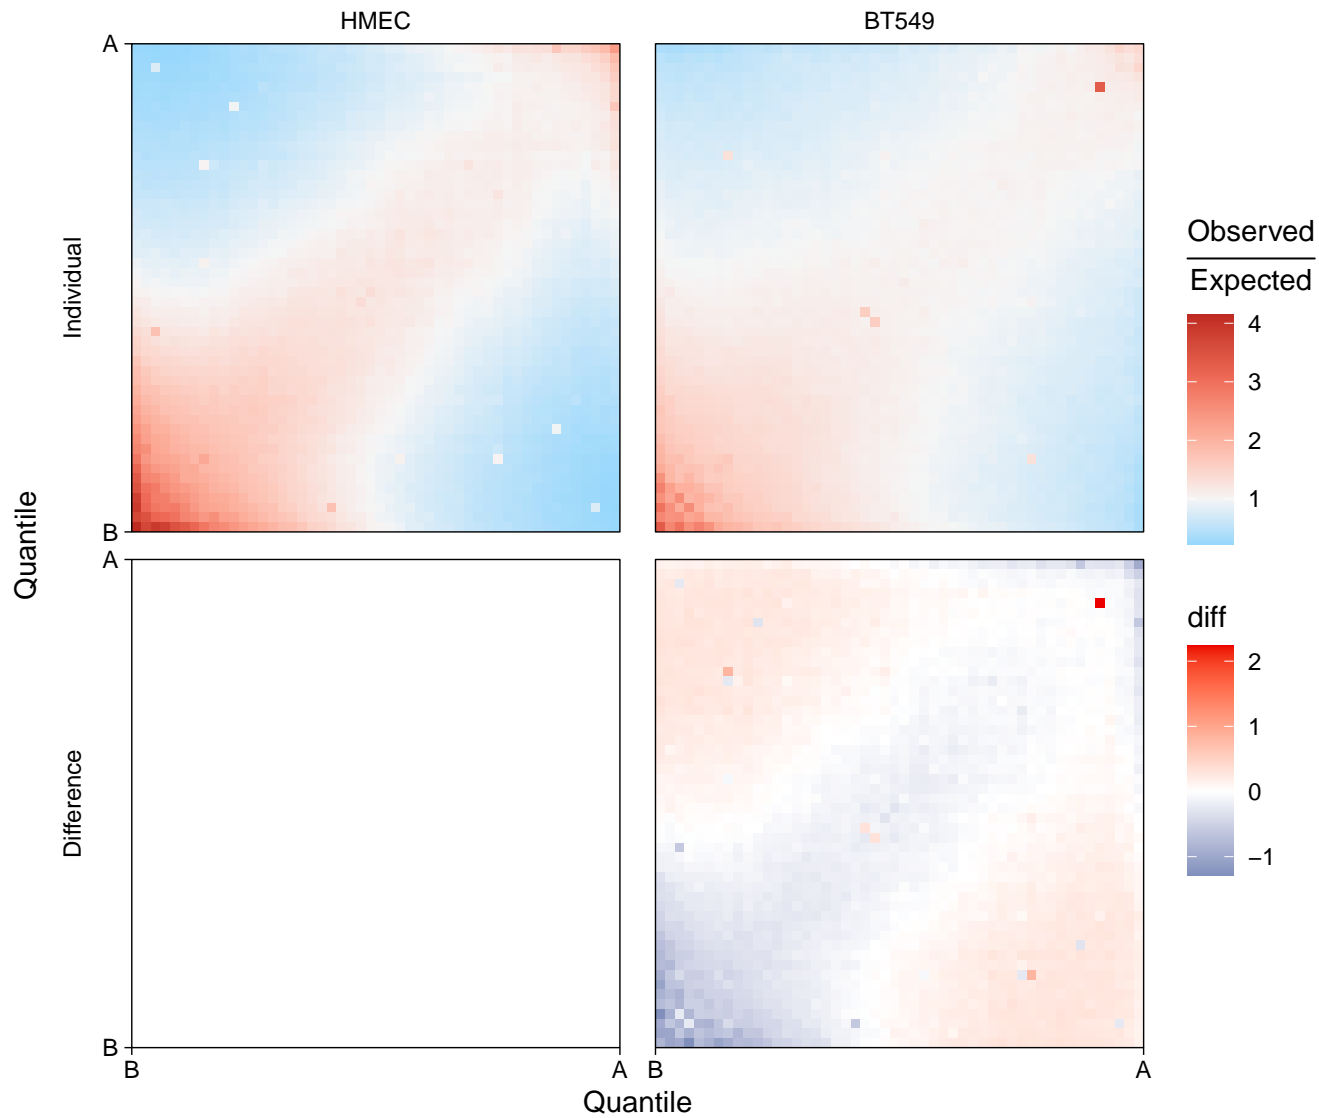 HMEC
BT549
A
Individual
B
Quantile
A
Difference
B
B
A
B
A
Quantile
Observed
Expected
4
3
2
1
diff
2
1
0
−1